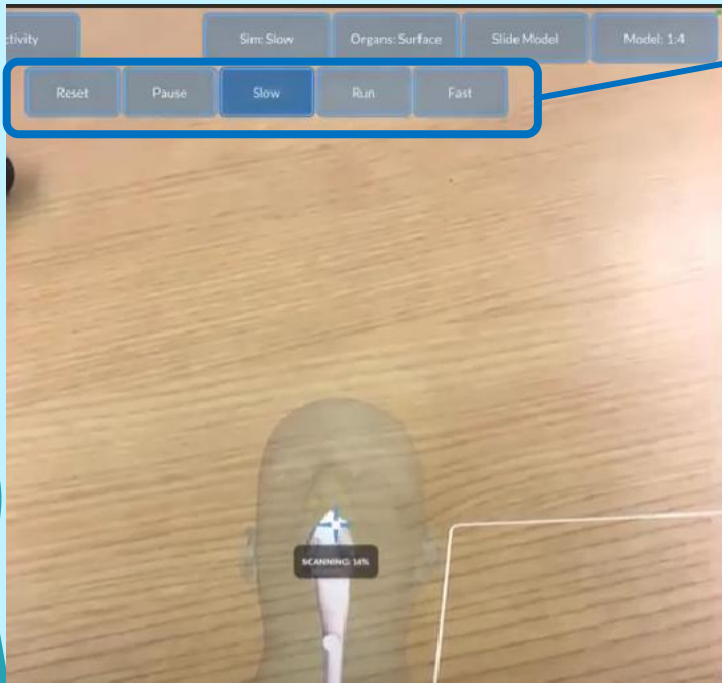 ctivity Sim: Slow Organs: Surface Slide Model Model: 1:4
Reset Pause Slow Run Fast
SCANNING: 14%